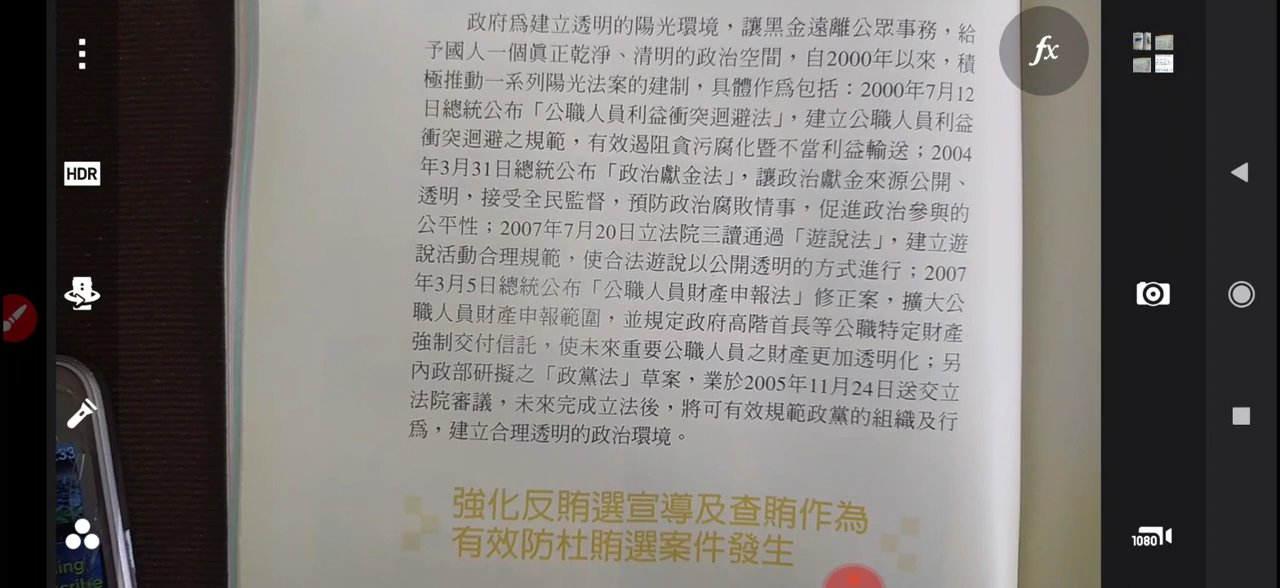 政府爲建立透明的陽光環境，讓黑金遠離公眾事務，給
予國人一個眞正乾淨、清明的政治空間，自2000年以來，積
極推動一系列陽光法案的建制，具體作爲包括：2000年7月12
日總統公布「公職人員利益衝突迴避法」，建立公職人員利益
衝突迴避之規範，有效遏阻貪污腐化暨不當利益輸送；2004
年3月31日總統公布「政治獻金法」，讓政治獻金來源公開、
透明，接受全民監督，預防政治腐敗情事，促進政治參與的
公平性；2007年7月20日立法院三讀通過「遊說法」，建立遊
說活動合理規範，使合法遊說以公開透明的方式進行；2007
年3月5日總統公布「公職人員財產申報法」修正案，擴大公
職人員財產申報範圍，並規定政府高階首長等公職特定財產
強制交付信託，使未來重要公職人員之財產更加透明化；另
內政部研擬之「政黨法」草案，業於2005年11月24日送交立
法院審議，未來完成立法後，將可有效規範政黨的組織及行
爲，建立合理透明的政治環境。
強化反賄選宣導及查賄作為
有效防杜賄選案件發生
HDR
fx
1080
:33
ing